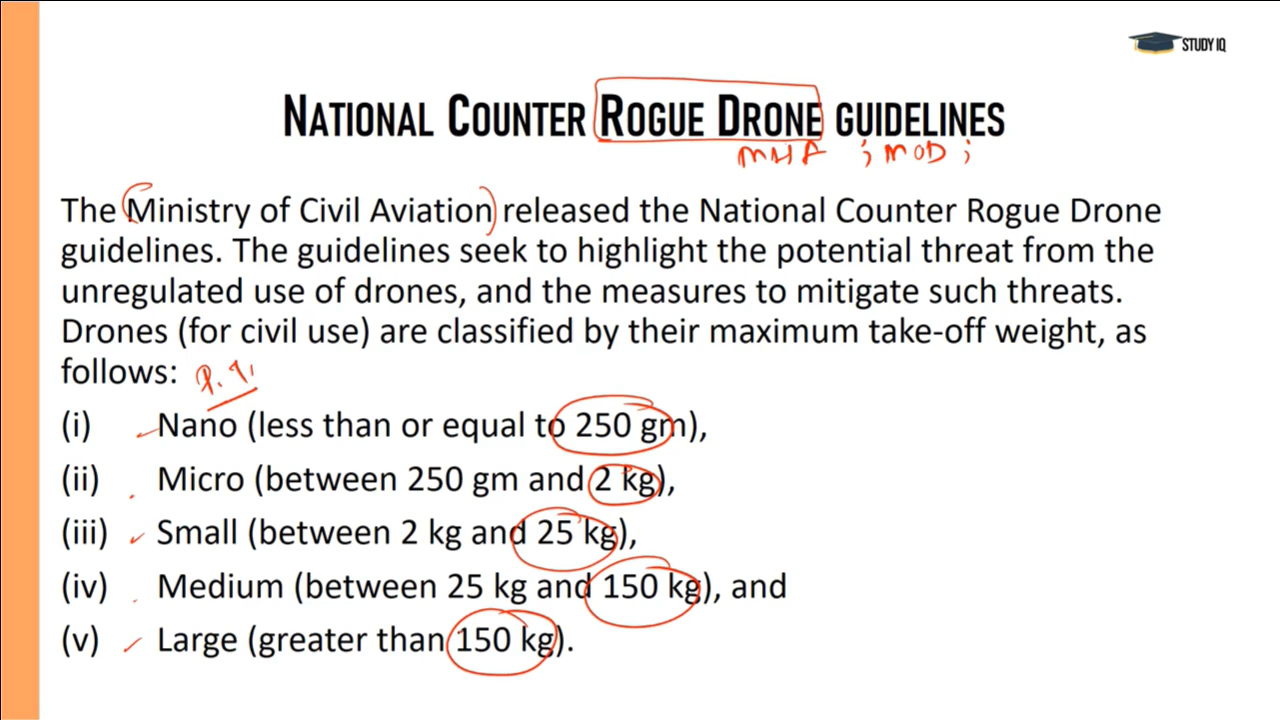 STUDY IQ
NATIONAL COUNTER ROGUE DRONE GUIDELINES
MHA ; MOD ;
The Ministry of Civil Aviation released the National Counter Rogue Drone
guidelines. The guidelines seek to highlight the potential threat from the
unregulated use of drones, and the measures to mitigate such threats.
Drones (for civil use) are classified by their maximum take-off weight, as
follows:
(i) Nano (less than or equal to 250 gm),
(ii) Micro (between 250 gm and 2 kg),
(iii) Small (between 2 kg and 25 kg),
(iv) Medium (between 25 kg and 150 kg), and
(v) Large (greater than 150 kg).